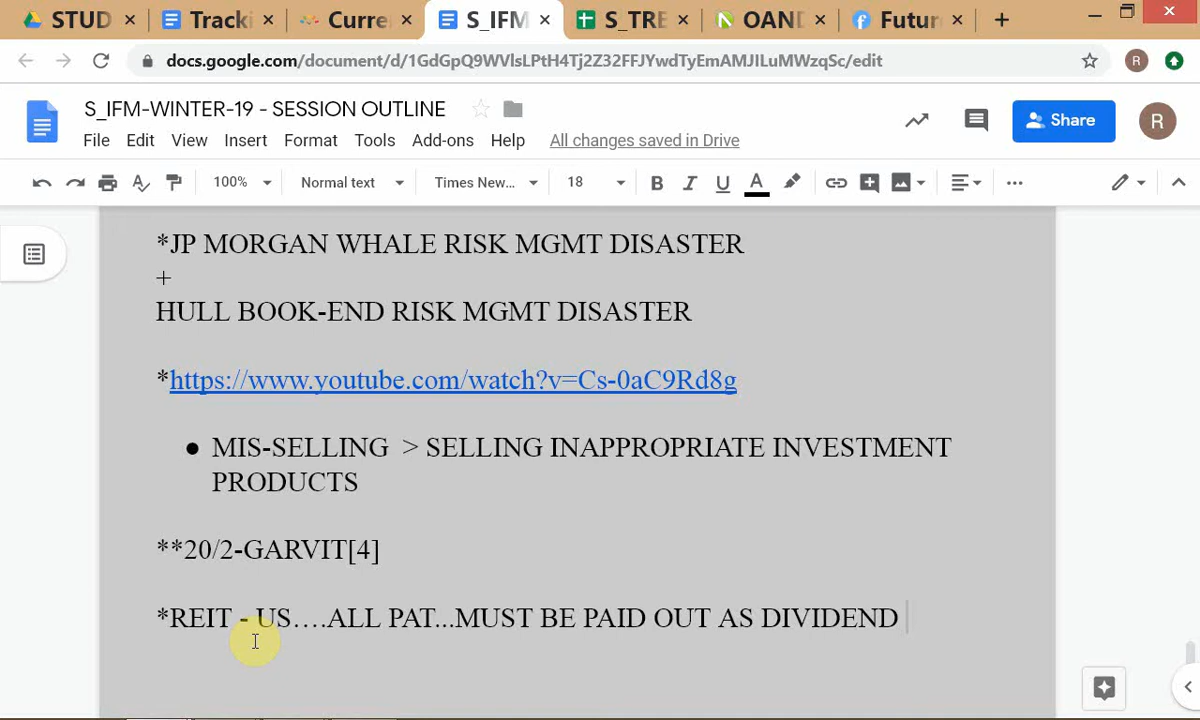 STUD
Tracki
Curre
S_IFM
S_TRE
OAND
Futur
docs.google.com/document/d/1GdGpQ9WVlsLPtH4Tj2Z32FFJYwdTyEmAMJILuMWzqSc/edit
R
S_IFM-WINTER-19 - SESSION OUTLINE
Share
R
File Edit View Insert Format Tools Add-ons Help All changes saved in Drive
100% Normal text Times New... 18 B I U A
*JP MORGAN WHALE RISK MGMT DISASTER
+
HULL BOOK-END RISK MGMT DISASTER
*https://www.youtube.com/watch?v=Cs-0aC9Rd8g
● MIS-SELLING > SELLING INAPPROPRIATE INVESTMENT
PRODUCTS
**20/2-GARVIT[4]
*REIT - US….ALL PAT...MUST BE PAID OUT AS DIVIDEND